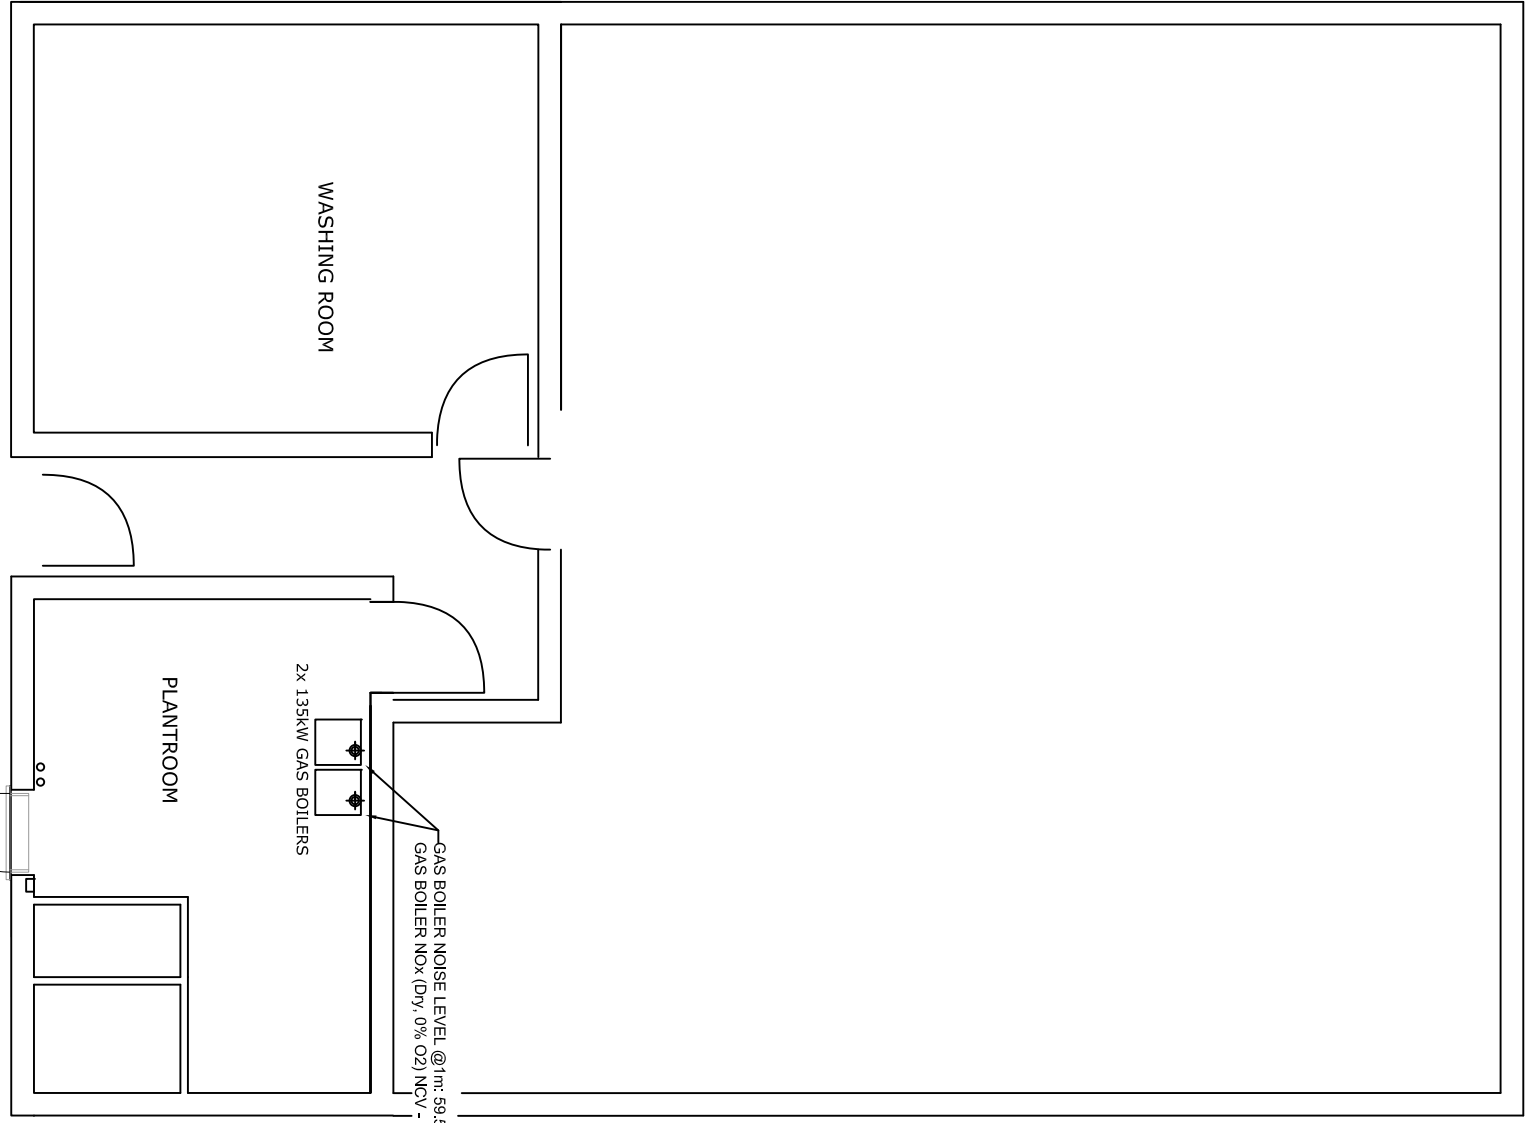 WASHING ROOM
PLANTROOM
2x 135kW GAS BOILERS
GAS BOILER NOISE LEVEL @1m: 59.5
GAS BOILER NOx (Dry, 0% O2) NCV -